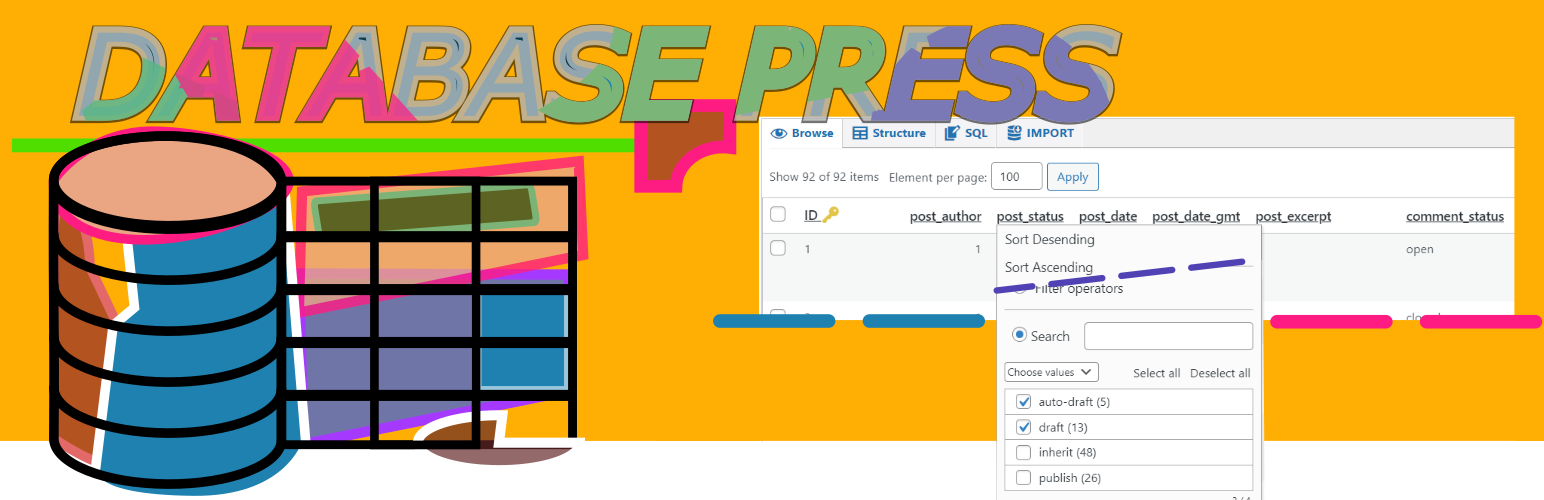 DATABASE PRESS
Browse Structure SQL IMPORT
Show 92 of 92 items Element per page: 100 Apply
ID post_author post_status post_date post_date_gmt post_excerpt comment_status
1 1 open
Sort Desending
Sort Ascending
Filter operators
Search
Choose values Select all Deselect all
auto-draft (5)
draft (13)
inherit (48)
publish (26)